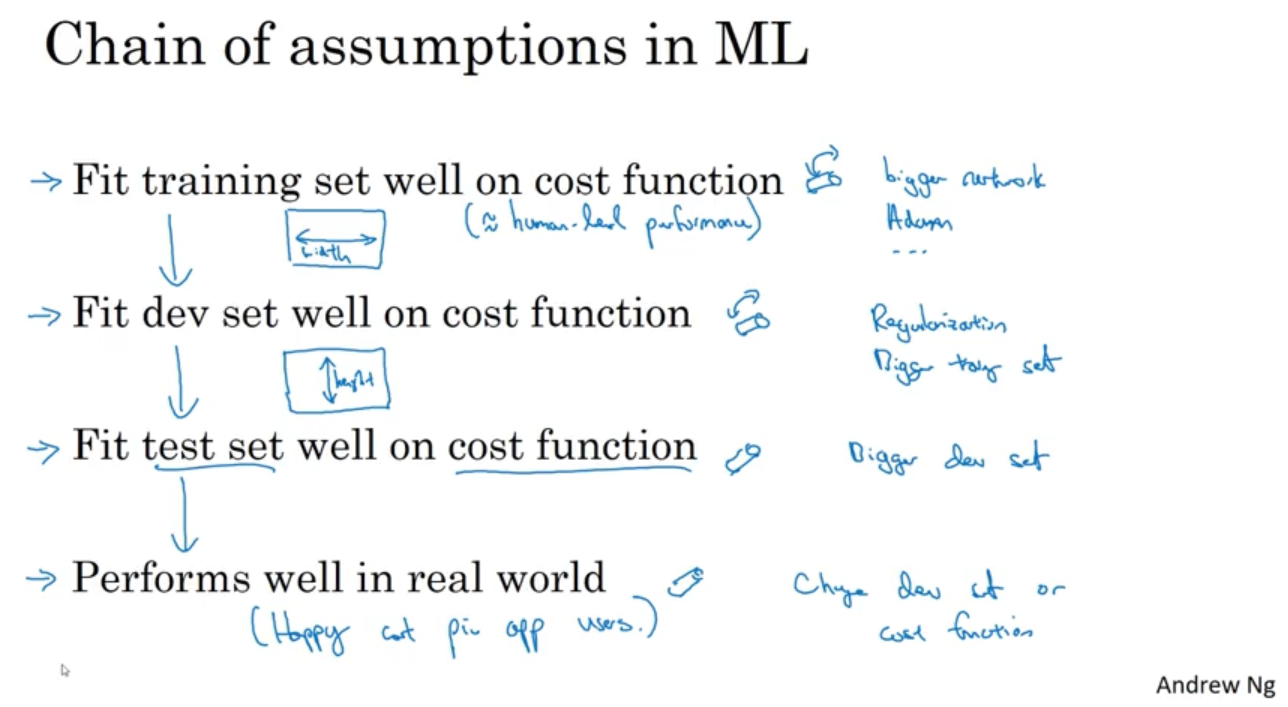 Chain of assumptions in ML
→ Fit training set well on cost function
bigger network
(≈ human-level performance)
Adam
...
width
→ Fit dev set well on cost function
Regularization
Bigger set
height
→ Fit test set well on cost function
Bigger dev set
→ Performs well in real world
Change dev set or
(Happy cat pic app users.)
cost function
Andrew Ng